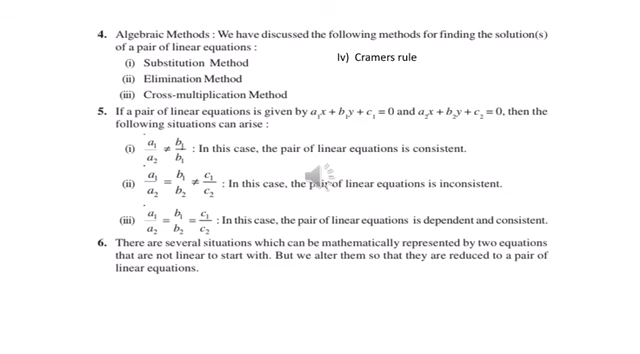 4. Algebraic Methods : We have discussed the following methods for finding the solution(s)
of a pair of linear equations :
Iv) Cramers rule
(i) Substitution Method
(ii) Elimination Method
(iii) Cross-multiplication Method
5. If a pair of linear equations is given by a₁x + b₁y + c₁ = 0 and a₂x + b₂y + c₂ = 0, then the
following situations can arise :
(i) a₁/a₂ ≠ b₁/b₁ : In this case, the pair of linear equations is consistent.
(ii) a₁/a₂ = b₁/b₂ ≠ c₁/c₂ : In this case, the pair of linear equations is inconsistent.
(iii) a₁/a₂ = b₁/b₂ = c₁/c₂ : In this case, the pair of linear equations is dependent and consistent.
6. There are several situations which can be mathematically represented by two equations
that are not linear to start with. But we alter them so that they are reduced to a pair of
linear equations.